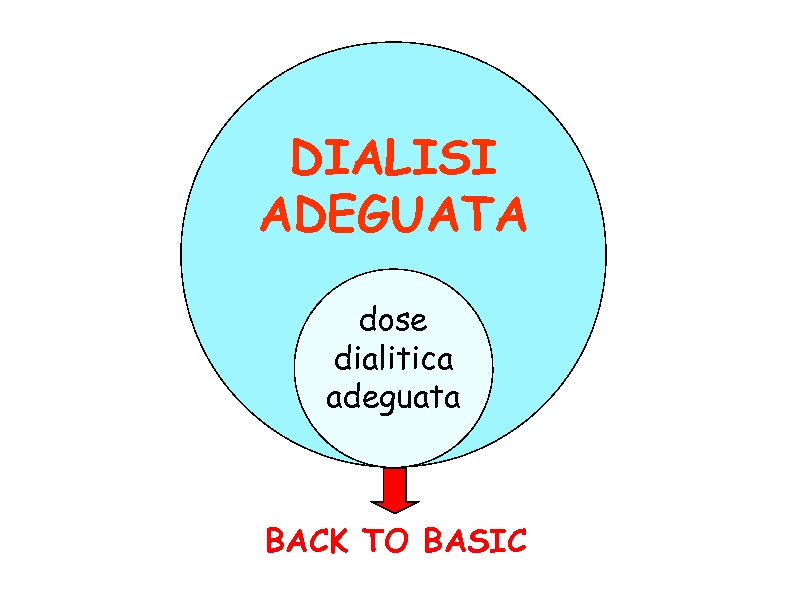 DIALISI
ADEGUATA
dose
dialitica
adeguata
BACK TO BASIC